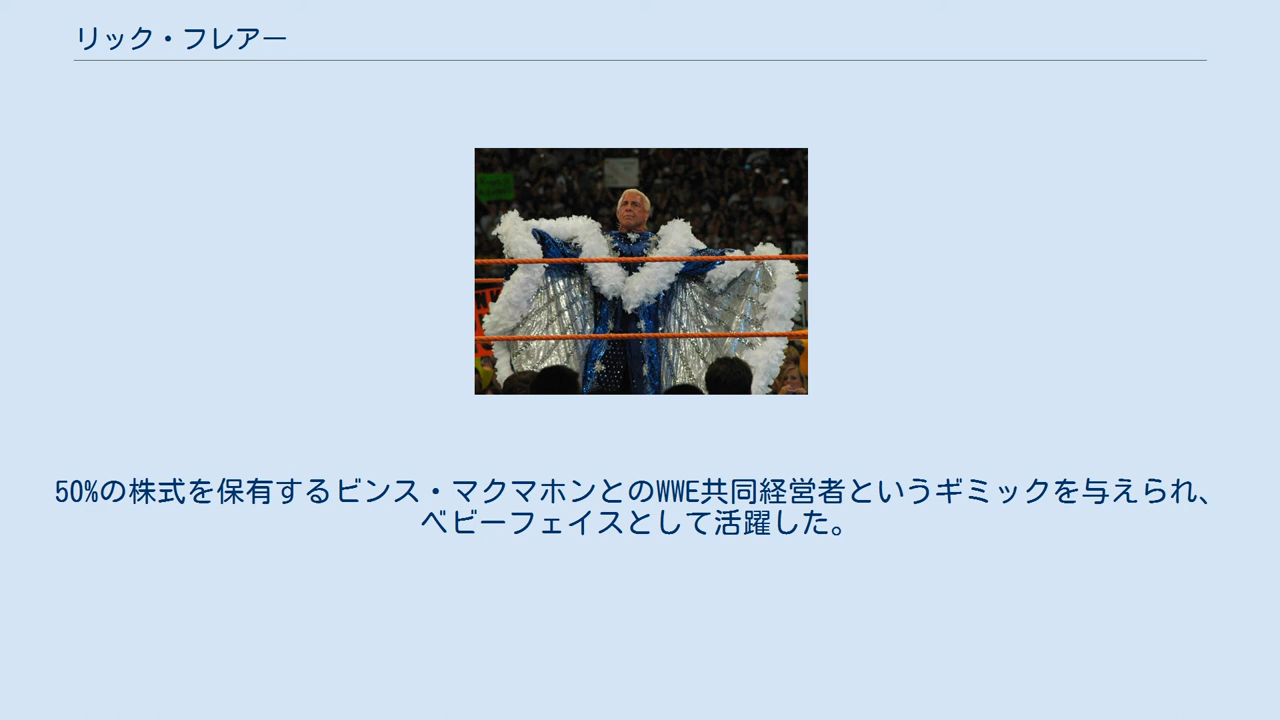 リック・フレアー
50%の株式を保有するビンス・マクマホンとのWWE共同経営者というギミックを与えられ、
ベビーフェイスとして活躍した。